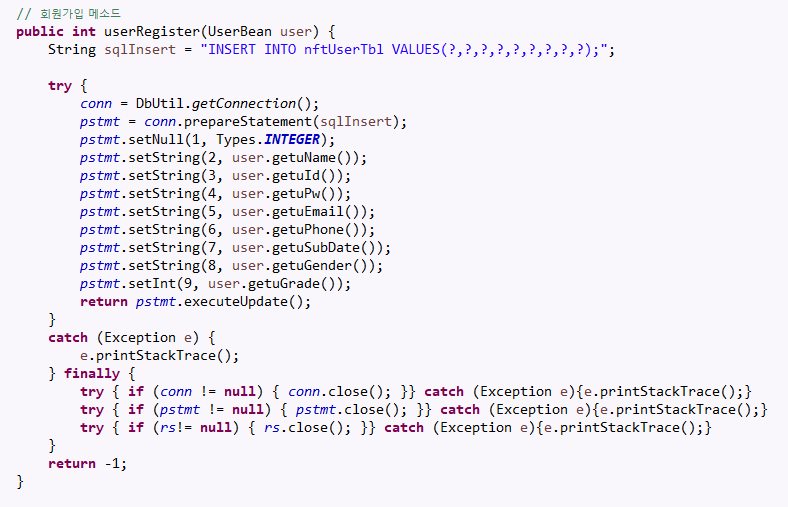 // 회원가입 메소드
public int userRegister(UserBean user) {
String sqlInsert = "INSERT INTO nftUserTbl VALUES(?,?,?,?,?,?,?,?,?);";
try {
conn = DbUtil.getConnection();
pstmt = conn.prepareStatement(sqlInsert);
pstmt.setNull(1, Types.INTEGER);
pstmt.setString(2, user.getuName());
pstmt.setString(3, user.getuId());
pstmt.setString(4, user.getuPw());
pstmt.setString(5, user.getuEmail());
pstmt.setString(6, user.getuPhone());
pstmt.setString(7, user.getuSubDate());
pstmt.setString(8, user.getuGender());
pstmt.setInt(9, user.getuGrade());
return pstmt.executeUpdate();
}
catch (Exception e) {
e.printStackTrace();
} finally {
try { if (conn != null) { conn.close(); }} catch (Exception e){e.printStackTrace();}
try { if (pstmt != null) { pstmt.close(); }} catch (Exception e){e.printStackTrace();}
try { if (rs!= null) { rs.close(); }} catch (Exception e){e.printStackTrace();}
}
return -1;
}